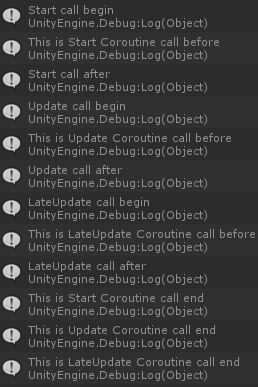 Start call begin
UnityEngine.Debug:Log(Object)
This is Start Coroutine call before
UnityEngine.Debug:Log(Object)
Start call after
UnityEngine.Debug:Log(Object)
Update call begin
UnityEngine.Debug:Log(Object)
This is Update Coroutine call before
UnityEngine.Debug:Log(Object)
Update call after
UnityEngine.Debug:Log(Object)
LateUpdate call begin
UnityEngine.Debug:Log(Object)
This is LateUpdate Coroutine call before
UnityEngine.Debug:Log(Object)
LateUpdate call after
UnityEngine.Debug:Log(Object)
This is Start Coroutine call end
UnityEngine.Debug:Log(Object)
This is Update Coroutine call end
UnityEngine.Debug:Log(Object)
This is LateUpdate Coroutine call end
UnityEngine.Debug:Log(Object)